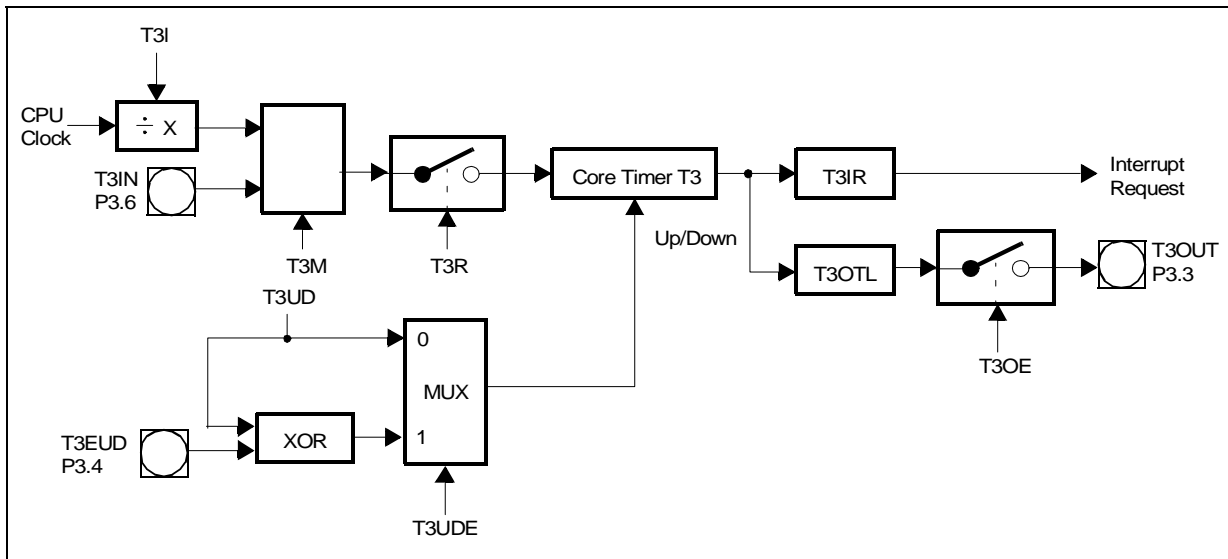 T3I
CPU
Clock
÷ X
T3IN
P3.6
T3M
T3R
Core Timer T3
Up/Down
T3IR
Interrupt
Request
T3OTL
T3OUT
P3.3
T3OE
T3UD
0
MUX
1
XOR
T3EUD
P3.4
T3UDE